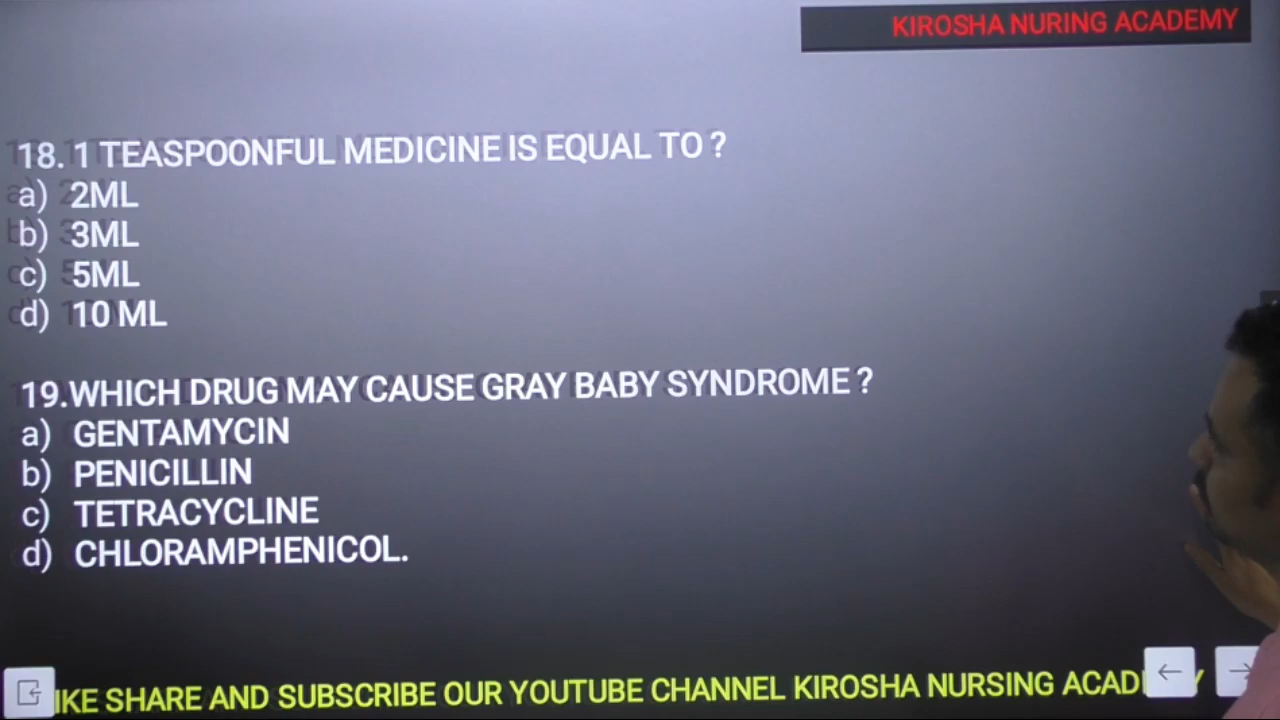 KIROSHA NURING ACADEMY
18. 1 TEASPOONFUL MEDICINE IS EQUAL TO ?
a) 2ML
b) 3ML
c) 5ML
d) 10 ML
19.WHICH DRUG MAY CAUSE GRAY BABY SYNDROME ?
a) GENTAMYCIN
b) PENICILLIN
c) TETRACYCLINE
d) CHLORAMPHENICOL.
IKE SHARE AND SUBSCRIBE OUR YOUTUBE CHANNEL KIROSHA NURSING ACAD Y